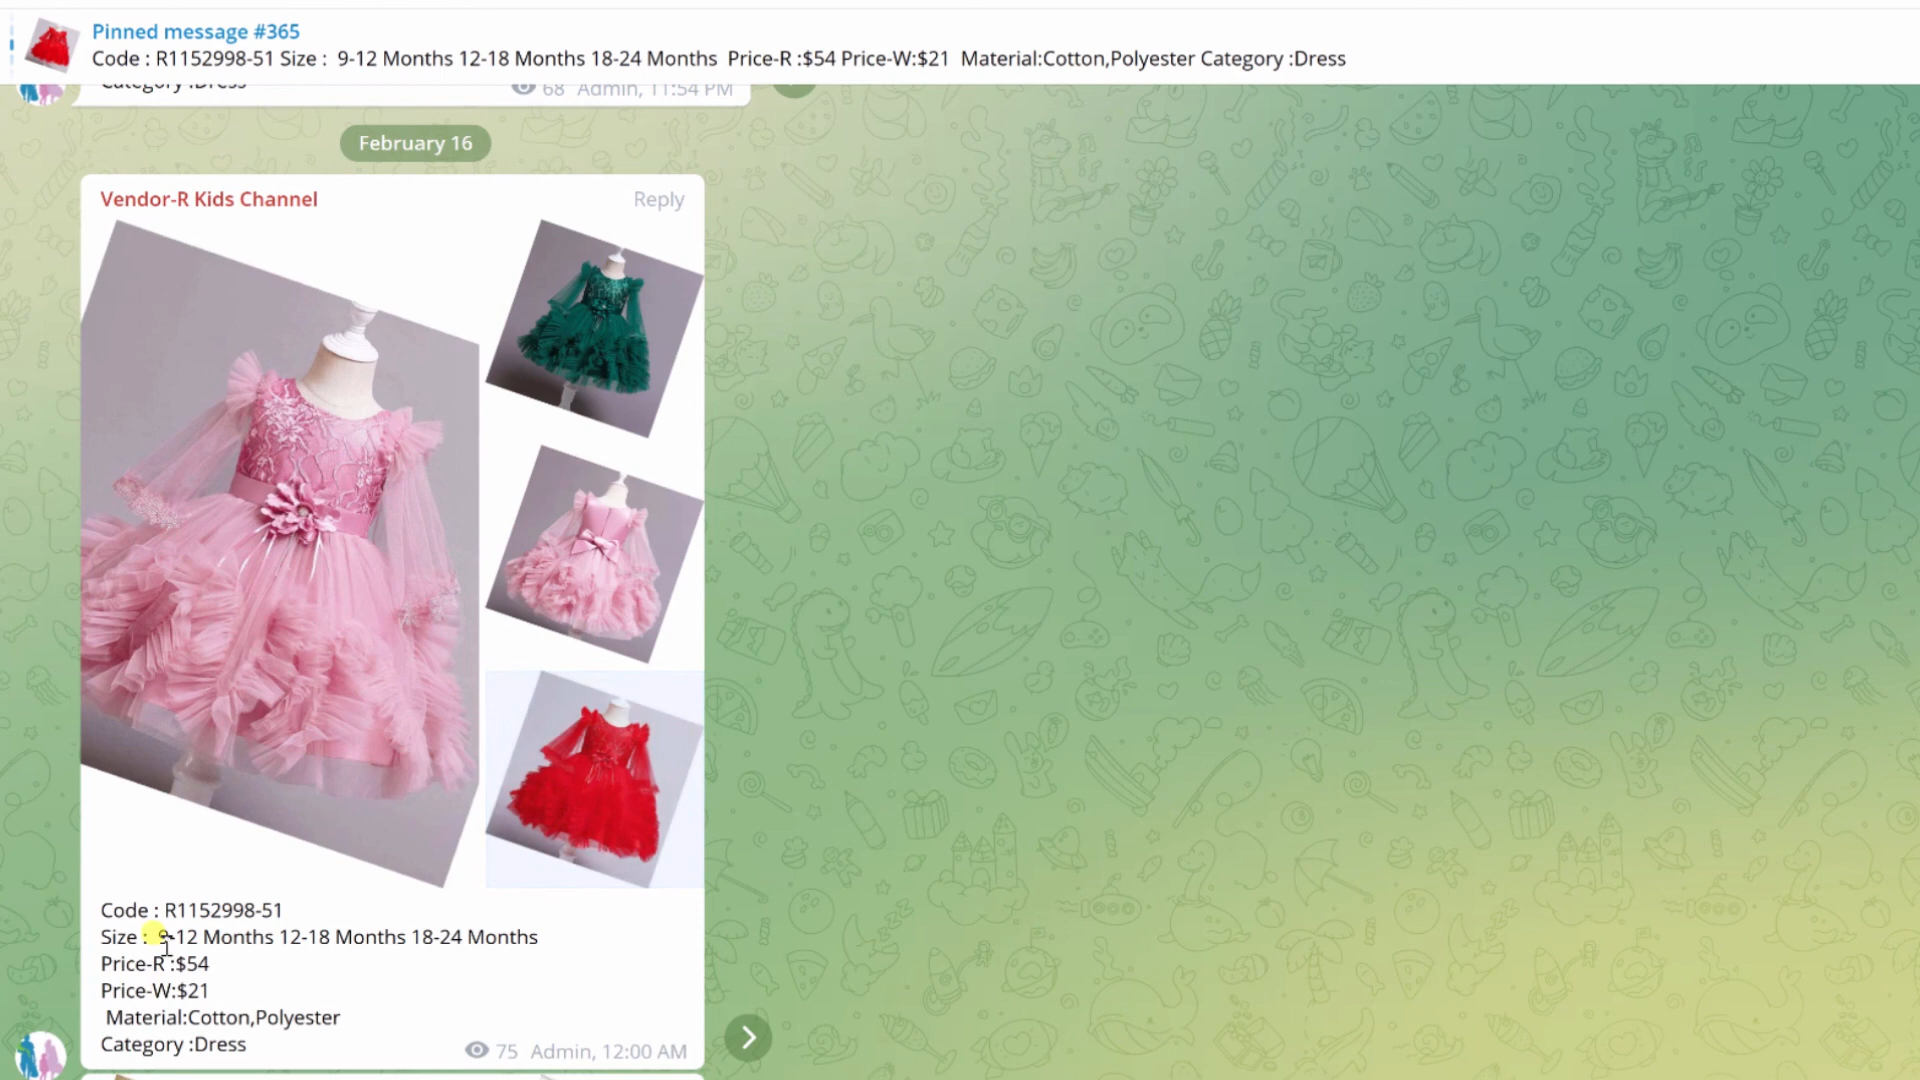 Pinned message #365
Code : R1152998-51 Size : 9-12 Months 12-18 Months 18-24 Months Price-R :$54 Price-W:$21 Material:Cotton,Polyester Category :Dress
Category :Dress
68 Admin, 11:54 PM
February 16
Vendor-R Kids Channel
Reply
Code : R1152998-51
Size : 9-12 Months 12-18 Months 18-24 Months
Price-R :$54
Price-W:$21
Material:Cotton,Polyester
Category :Dress
75 Admin, 12:00 AM